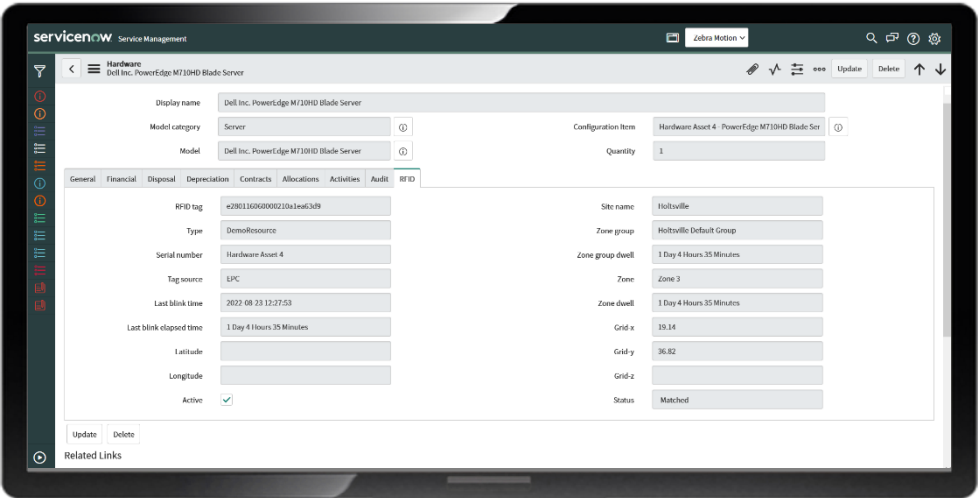 servicenow Service Management
Zebra Motion
Hardware
Dell Inc. PowerEdge M710HD Blade Server
Update Delete
Display name Dell Inc. PowerEdge M710HD Blade Server
Model category Server
Configuration Item Hardware Asset 4 - PowerEdge M710HD Blade Ser
Model Dell Inc. PowerEdge M710HD Blade Server
Quantity 1
General Financial Disposal Depreciation Contracts Allocations Activities Audit RFID
RFID tag e280116060000210a1ea63d9
Site name Holtsville
Type DemoResource
Zone group Holtsville Default Group
Serial number Hardware Asset 4
Zone group dwell 1 Day 4 Hours 35 Minutes
Tag source EPC
Zone Zone 3
Last blink time 2022-08-23 12:27:53
Zone dwell 1 Day 4 Hours 35 Minutes
Last blink elapsed time 1 Day 4 Hours 35 Minutes
Grid-x 19.14
Latitude
Grid-y 36.82
Longitude
Grid-z
Active
Status Matched
Update Delete
Related Links